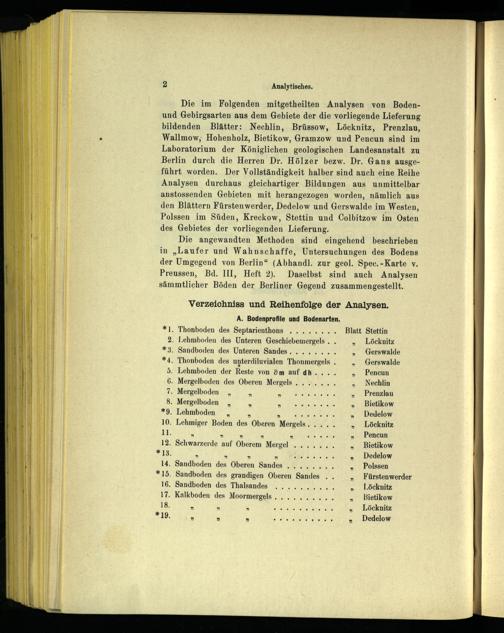 2
Analytisches.
Die im Folgenden mitgetheilten Analysen von Boden-
und Gebirgsarten aus dem Gebiete der die vorliegende Lieferung
bildenden Blätter: Nechlin, Brüssow, Löcknitz, Prenzlau,
Wallmow, Hohenholz, Bietikow, Gramzow und Pencun sind im
Laboratorium der Königlichen geologischen Landesanstalt zu
Berlin durch die Herren Dr. Hölzer bezw. Dr. Gans ausge-
führt worden. Der Vollständigkeit halber sind auch eine Reihe
Analysen durchaus gleichartiger Bildungen aus unmittelbar
anstossenden Gebieten mit herangezogen worden, nämlich aus
den Blättern Fürstenwerder, Dedelow und Gerswalde im Westen,
Polssen im Süden, Kreckow, Stettin und Colbitzow im Osten
des Gebietes der vorliegenden Lieferung.
Die angewandten Methoden sind eingehend beschrieben
in „Laufer und Wahnschaffe, Untersuchungen des Bodens
der Umgegend von Berlin“ (Abhandl. zur geol. Spec.-Karte v.
Preussen, Bd. III, Heft 2). Daselbst sind auch Analysen
sämmtlicher Böden der Berliner Gegend zusammengestellt.
Verzeichniss und Reihenfolge der Analysen.
A. Bodenprofile und Bodenarten.
*1. Thonboden des Septarienthons . . . . . . . . Blatt Stettin
2. Lehmboden des Unteren Geschiebemergels . . „ Löcknitz
*3. Sandboden des Unteren Sandes . . . . . . . . „ Gerswalde
*4. Thonboden des unterdiluvialen Thonmergels . „ Gerswalde
5. Lehmboden der Reste von ∂m auf dh . . . . „ Pencun
6. Mergelboden des Oberen Mergels . . . . . . . „ Nechlin
7. Mergelboden „ „ „ . . . . . . . „ Prenzlau
8. Mergelboden „ „ „ . . . . . . . „ Bietikow
*9. Lehmboden „ „ „ . . . . . . . „ Dedelow
10. Lehmiger Boden des Oberen Mergels . . . . . „ Löcknitz
11. „ „ „ „ „ . . . . . „ Pencun
12. Schwarzerde auf Oberem Mergel . . . . . . . „ Bietikow
*13. „ „ „ „ . . . . . . . „ Dedelow
14. Sandboden des Oberen Sandes . . . . . . . . „ Polssen
*15. Sandboden des grandigen Oberen Sandes . . „ Fürstenwerder
16. Sandboden des Thalsandes . . . . . . . . . . „ Löcknitz
17. Kalkboden des Moormergels . . . . . . . . . . „ Bietikow
18. „ „ „ . . . . . . . . . . „ Löcknitz
*19. „ „ „ . . . . . . . . . . „ Dedelow